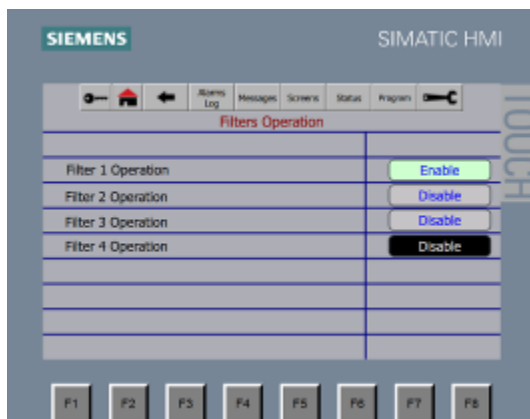 SIEMENS
SIMATIC HMI
TOUCH
Alarms Log
Messages
Screens
Status
Program
Filters Operation
Filter 1 Operation Enable
Filter 2 Operation Disable
Filter 3 Operation Disable
Filter 4 Operation Disable
F1 F2 F3 F4 F5 F6 F7 F8